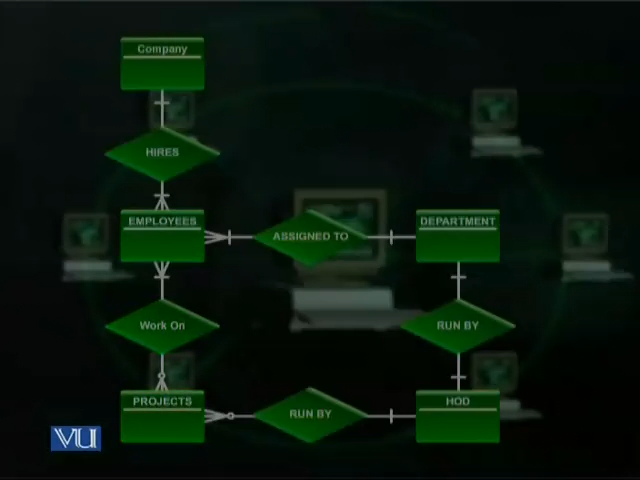 Company
HIRES
EMPLOYEES
ASSIGNED TO
DEPARTMENT
Work On
RUN BY
PROJECTS
RUN BY
HOD
VU